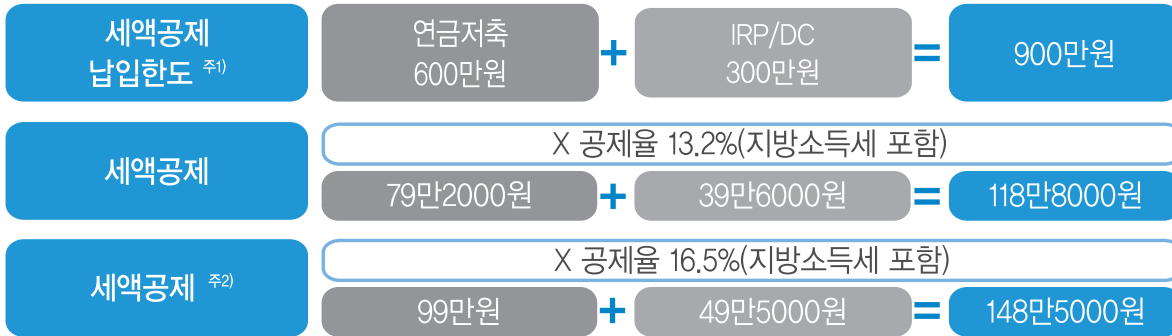 세액공제
납입한도 주1)
연금저축
600만원
+
IRP/DC
300만원
=
900만원
세액공제
X 공제율 13.2%(지방소득세 포함)
79만2000원 + 39만6000원 = 118만8000원
세액공제 주2)
X 공제율 16.5%(지방소득세 포함)
99만원 + 49만5000원 = 148만5000원